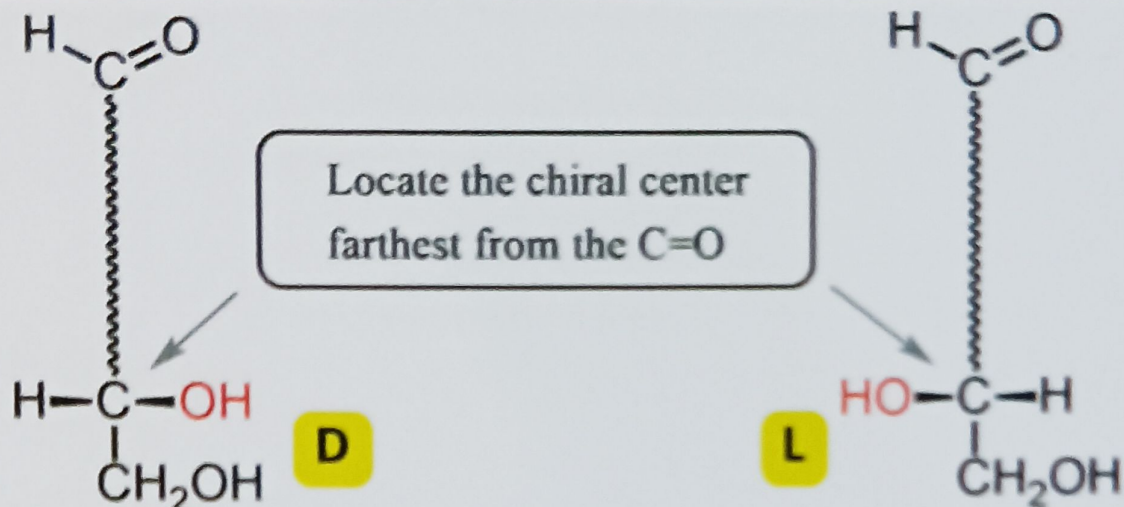 H C=O
H C=O
Locate the chiral center
farthest from the C=O
H–C–OH
HO–C–H
D
L
CH₂OH
CH₂OH